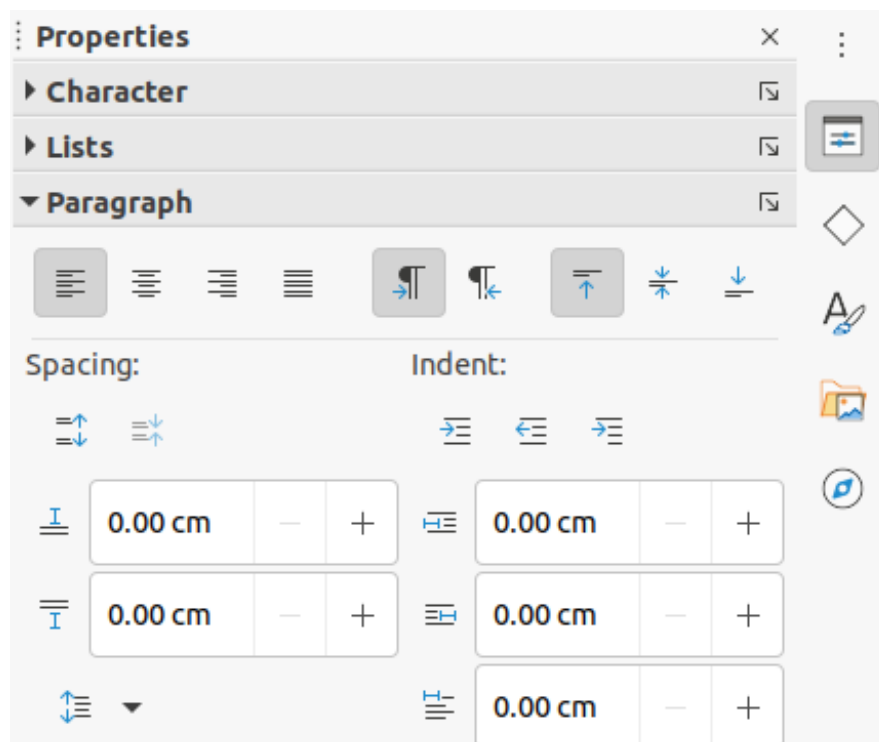 Properties
Character
Lists
Paragraph
Spacing: Indent:
0.00 cm 0.00 cm
0.00 cm 0.00 cm
0.00 cm